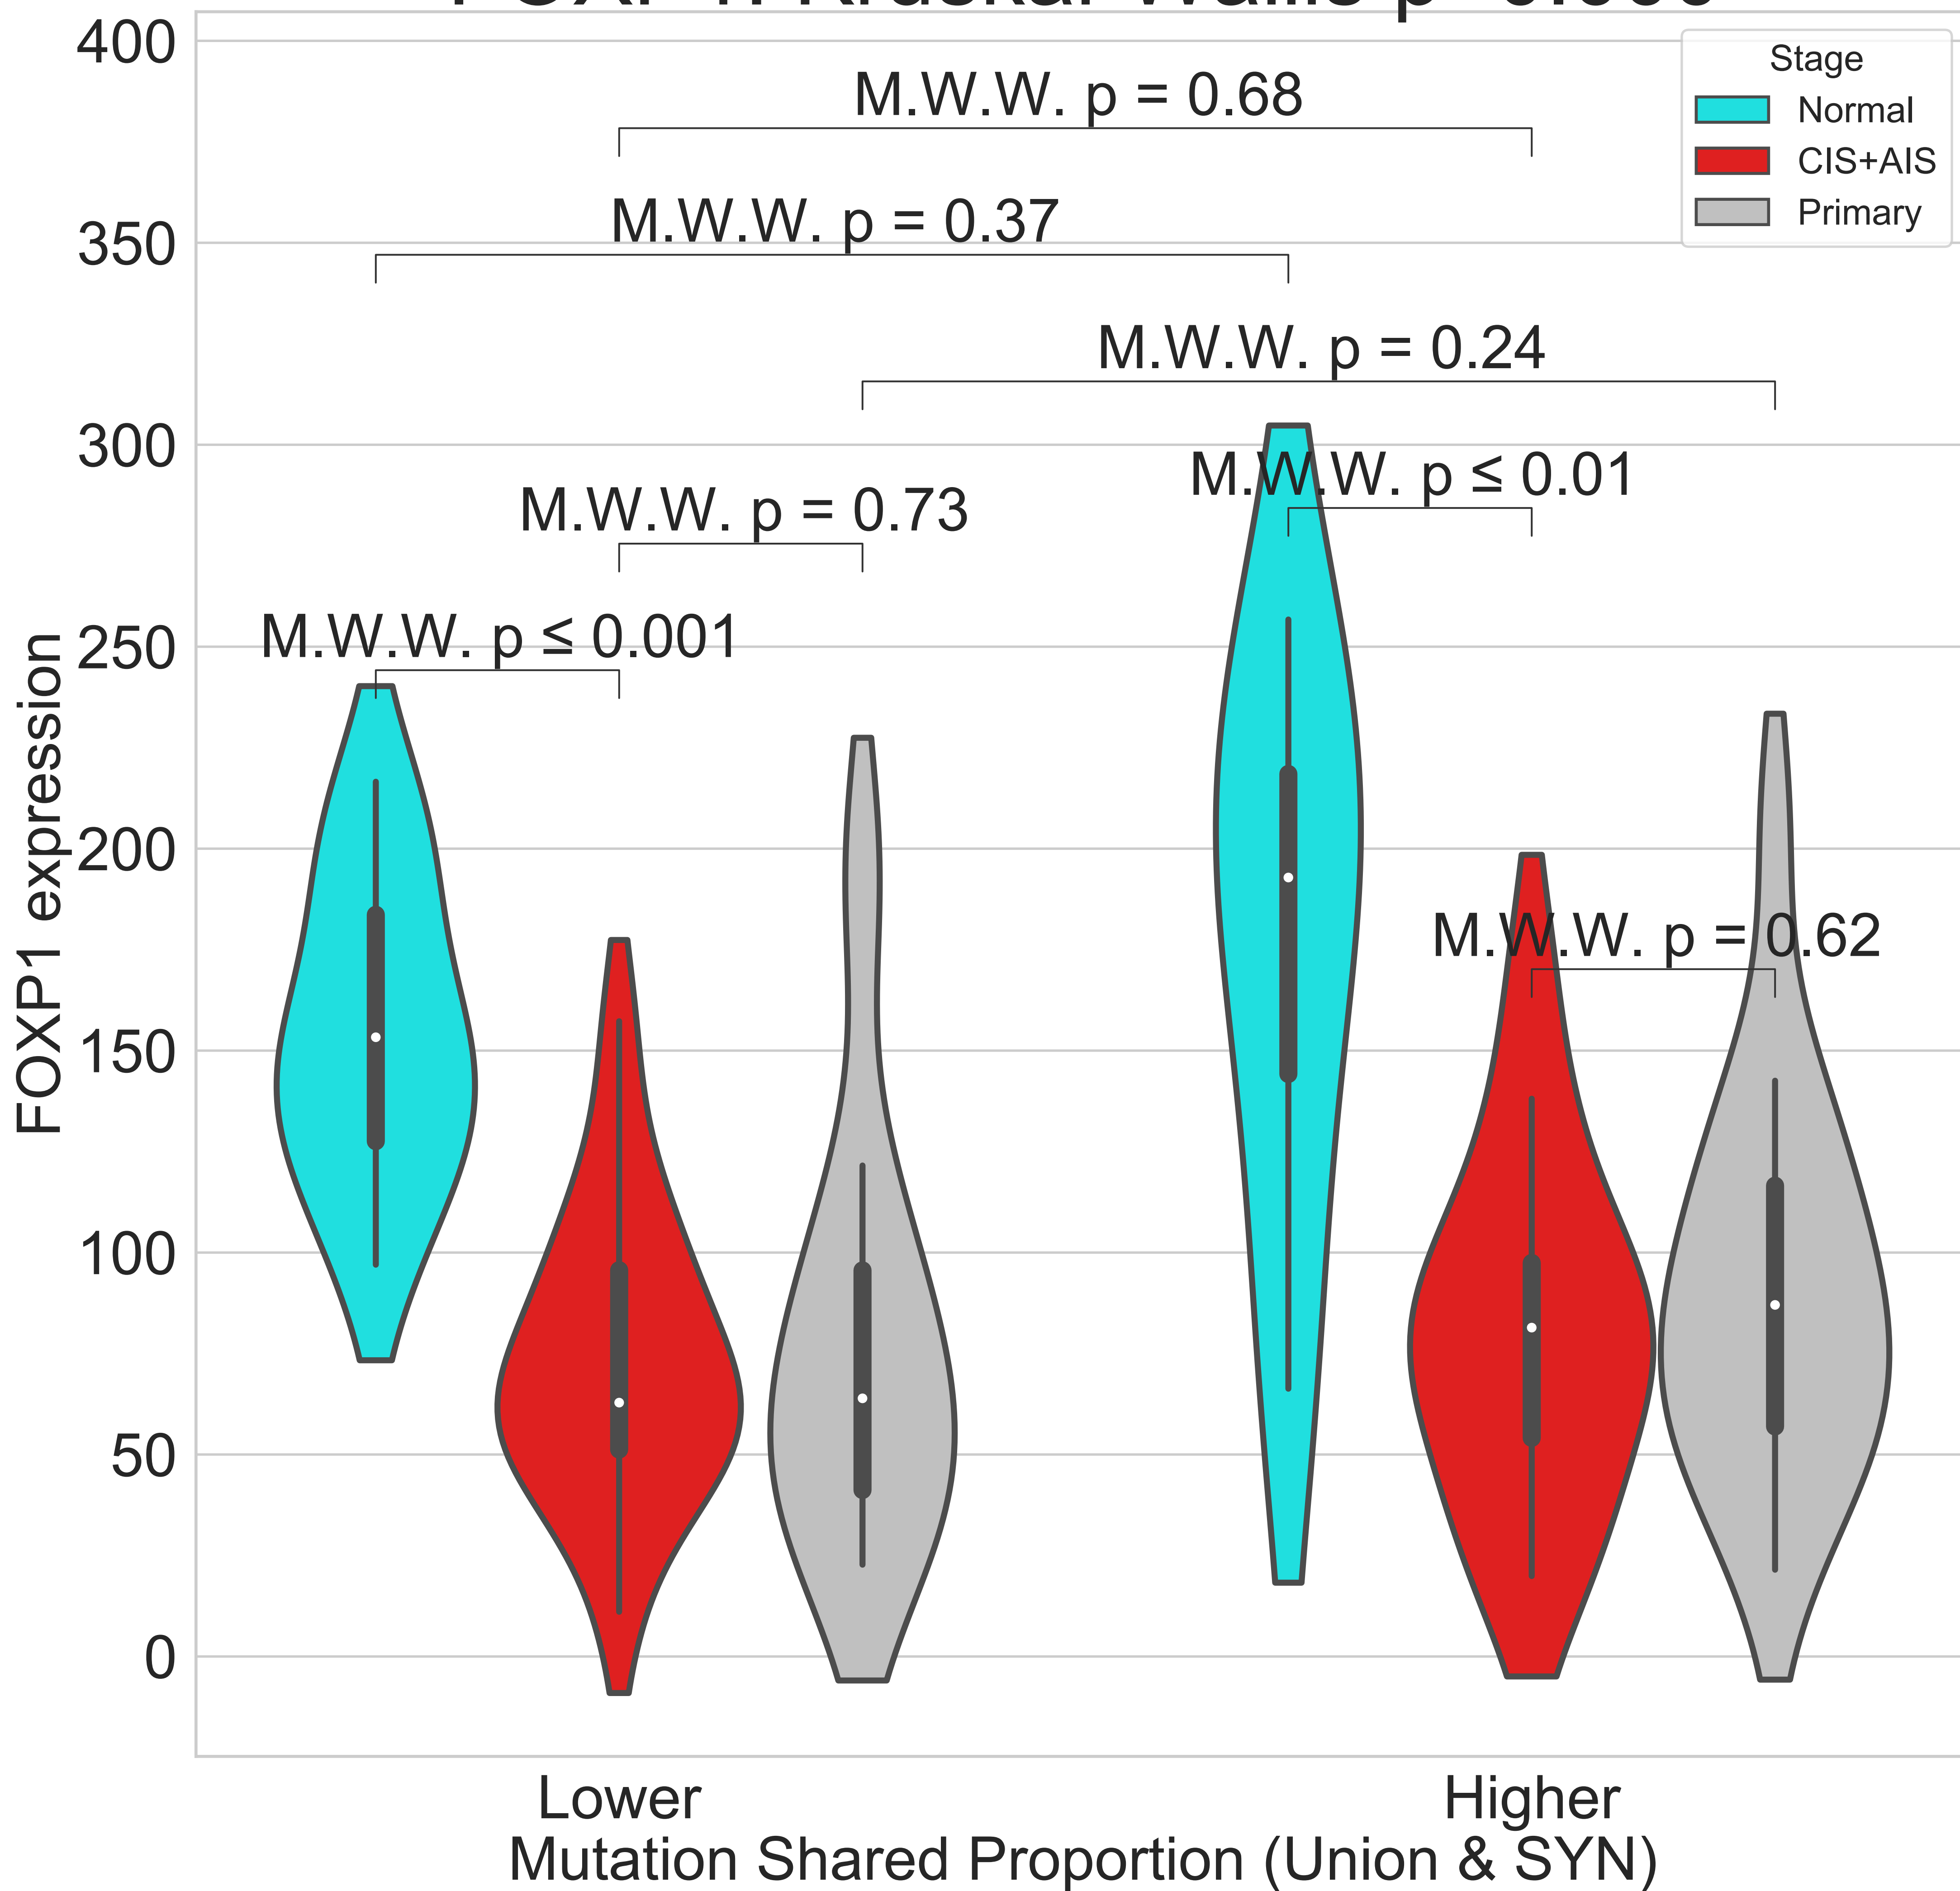 400
350
300
250
200
150
100
50
0
FOXP1 expression
M.W.W. p = 0.68
M.W.W. p = 0.37
M.W.W. p = 0.24
M.W.W. p ≤ 0.01
M.W.W. p = 0.73
M.W.W. p ≤ 0.001
M.W.W. p = 0.62
Stage
Normal
CIS+AIS
Primary
Lower
Higher
Mutation Shared Proportion (Union & SYN)